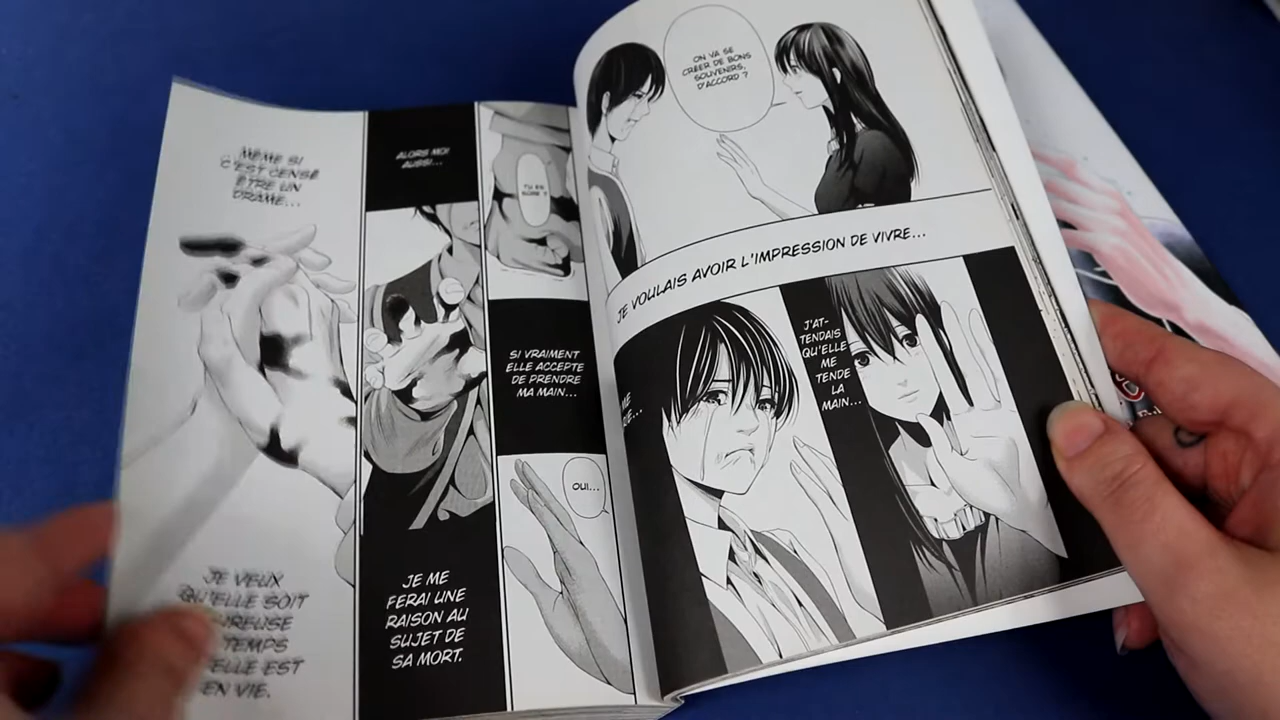 MÊME SI
C'EST CENSÉ
ÊTRE UN
DRAME...
ALORS MOI
AUSSI...
TU ES
SÛRE ?
SI VRAIMENT
ELLE ACCEPTE
DE PRENDRE
MA MAIN...
OUI...
JE ME
FERAI UNE
RAISON AU
SUJET DE
SA MORT.
JE VEUX
QU'ELLE SOIT
TEMPS
EST
EN VIE.
ON VA SE
CRÉER DE BONS
SOUVENIRS,
D'ACCORD ?
JE VOULAIS AVOIR L'IMPRESSION DE VIVRE...
J'AT-
TENDAIS
QU'ELLE
ME
TENDE
LA
MAIN...